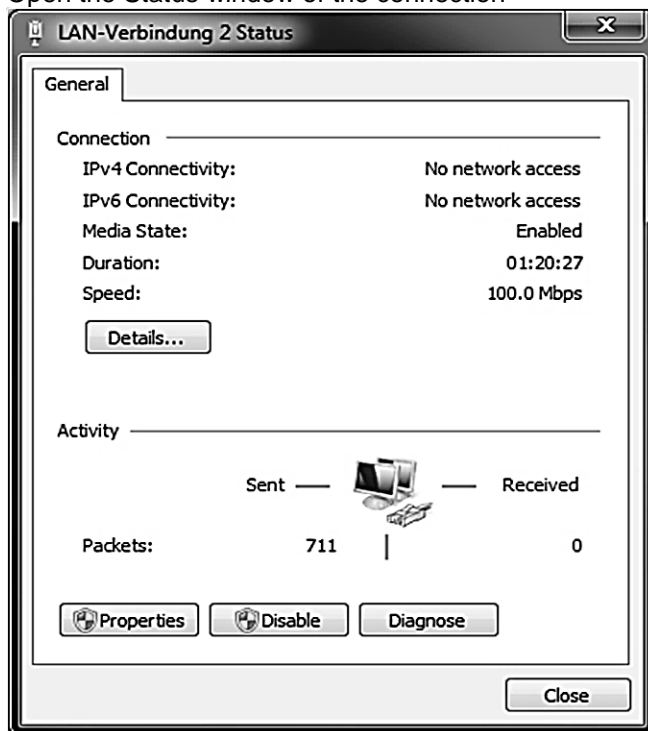 Open the Status window of the connection
LAN-Verbindung 2 Status
General
Connection
IPv4 Connectivity: No network access
IPv6 Connectivity: No network access
Media State: Enabled
Duration: 01:20:27
Speed: 100.0 Mbps
Details...
Activity
Sent Received
Packets: 711 0
Properties Disable Diagnose
Close